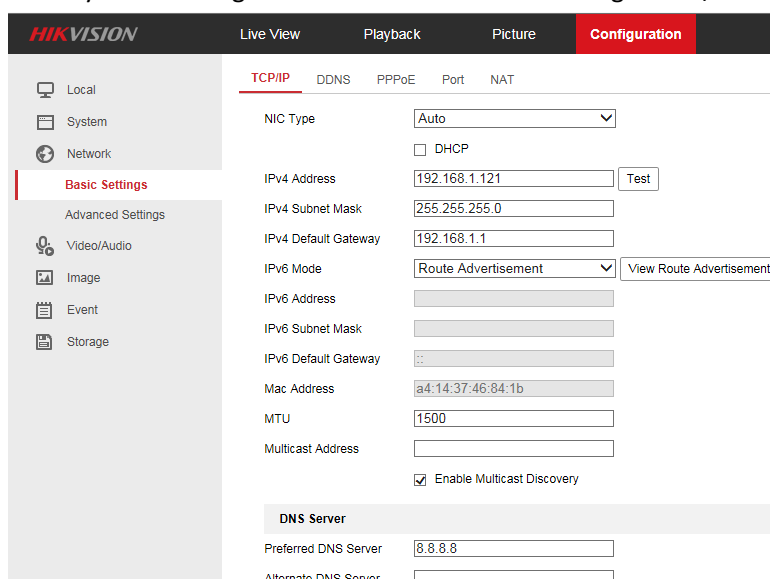 HIKVISION Live View Playback Picture Configuration
Local
System
Network
Basic Settings
Advanced Settings
Video/Audio
Image
Event
Storage
TCP/IP DDNS PPPoE Port NAT
NIC Type Auto
DHCP
IPv4 Address 192.168.1.121 Test
IPv4 Subnet Mask 255.255.255.0
IPv4 Default Gateway 192.168.1.1
IPv6 Mode Route Advertisement View Route Advertisement
IPv6 Address
IPv6 Subnet Mask
IPv6 Default Gateway ::
Mac Address a4:14:37:46:84:1b
MTU 1500
Multicast Address
Enable Multicast Discovery
DNS Server
Preferred DNS Server 8.8.8.8
Alternate DNS Server